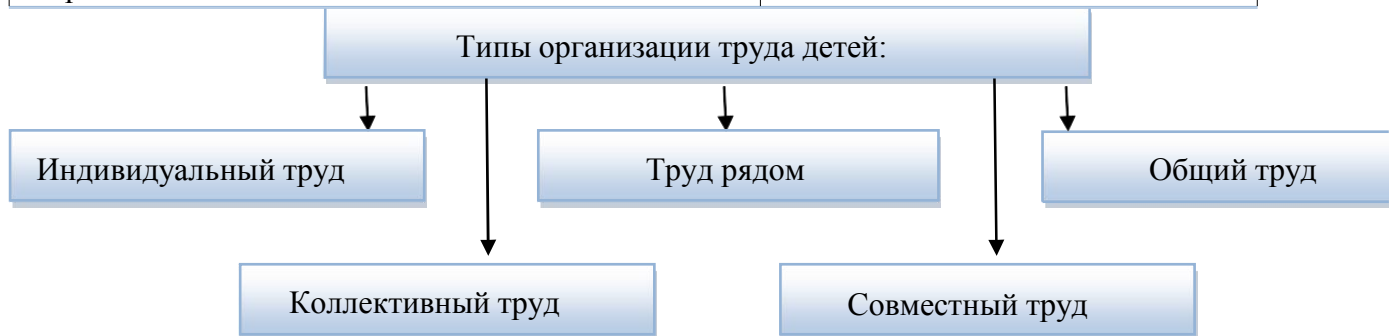 Типы организации труда детей:
Индивидуальный труд
Труд рядом
Общий труд
Коллективный труд
Совместный труд